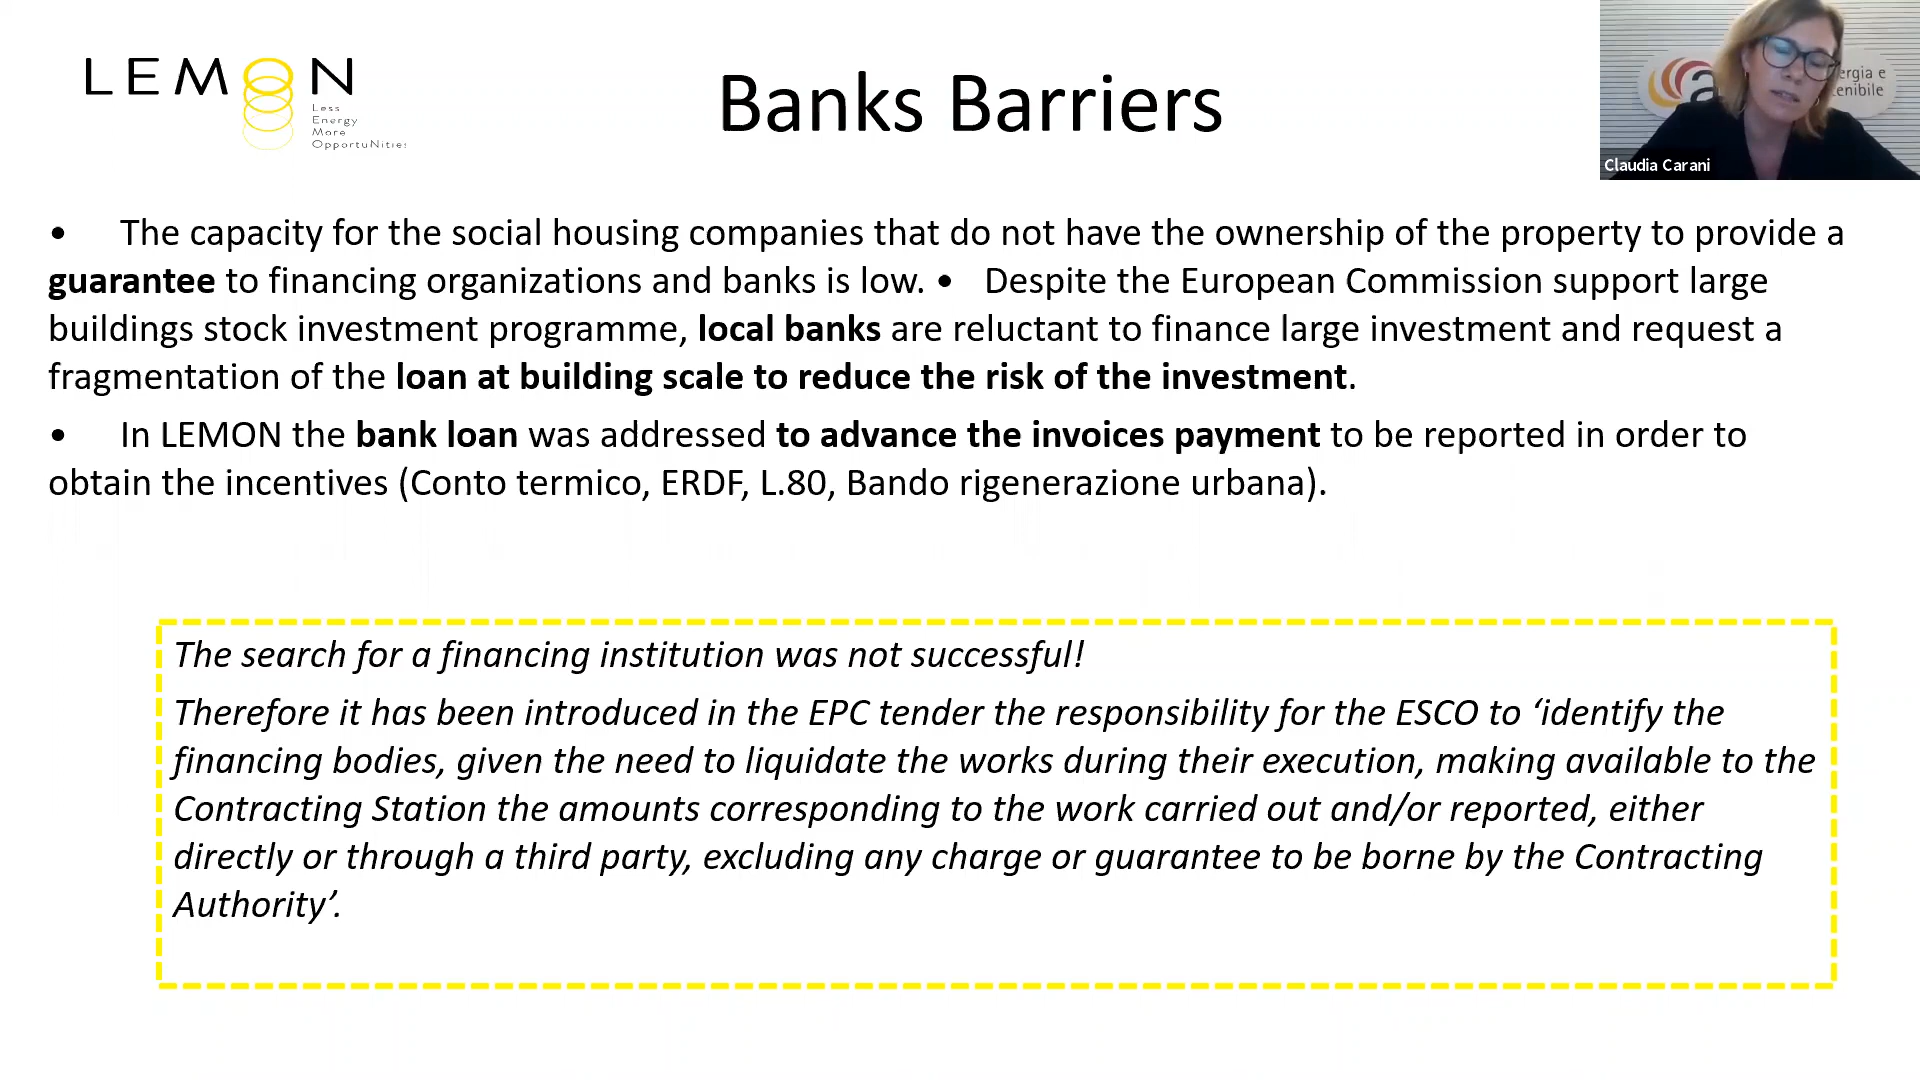 LEMON
Less
Energy
More
OpportuNities
Banks Barriers
ergia e
enibile
Claudia Carani
• The capacity for the social housing companies that do not have the ownership of the property to provide a
guarantee to financing organizations and banks is low. • Despite the European Commission support large
buildings stock investment programme, local banks are reluctant to finance large investment and request a
fragmentation of the loan at building scale to reduce the risk of the investment.
• In LEMON the bank loan was addressed to advance the invoices payment to be reported in order to
obtain the incentives (Conto termico, ERDF, L.80, Bando rigenerazione urbana).
The search for a financing institution was not successful!
Therefore it has been introduced in the EPC tender the responsibility for the ESCO to ‘identify the
financing bodies, given the need to liquidate the works during their execution, making available to the
Contracting Station the amounts corresponding to the work carried out and/or reported, either
directly or through a third party, excluding any charge or guarantee to be borne by the Contracting
Authority’.